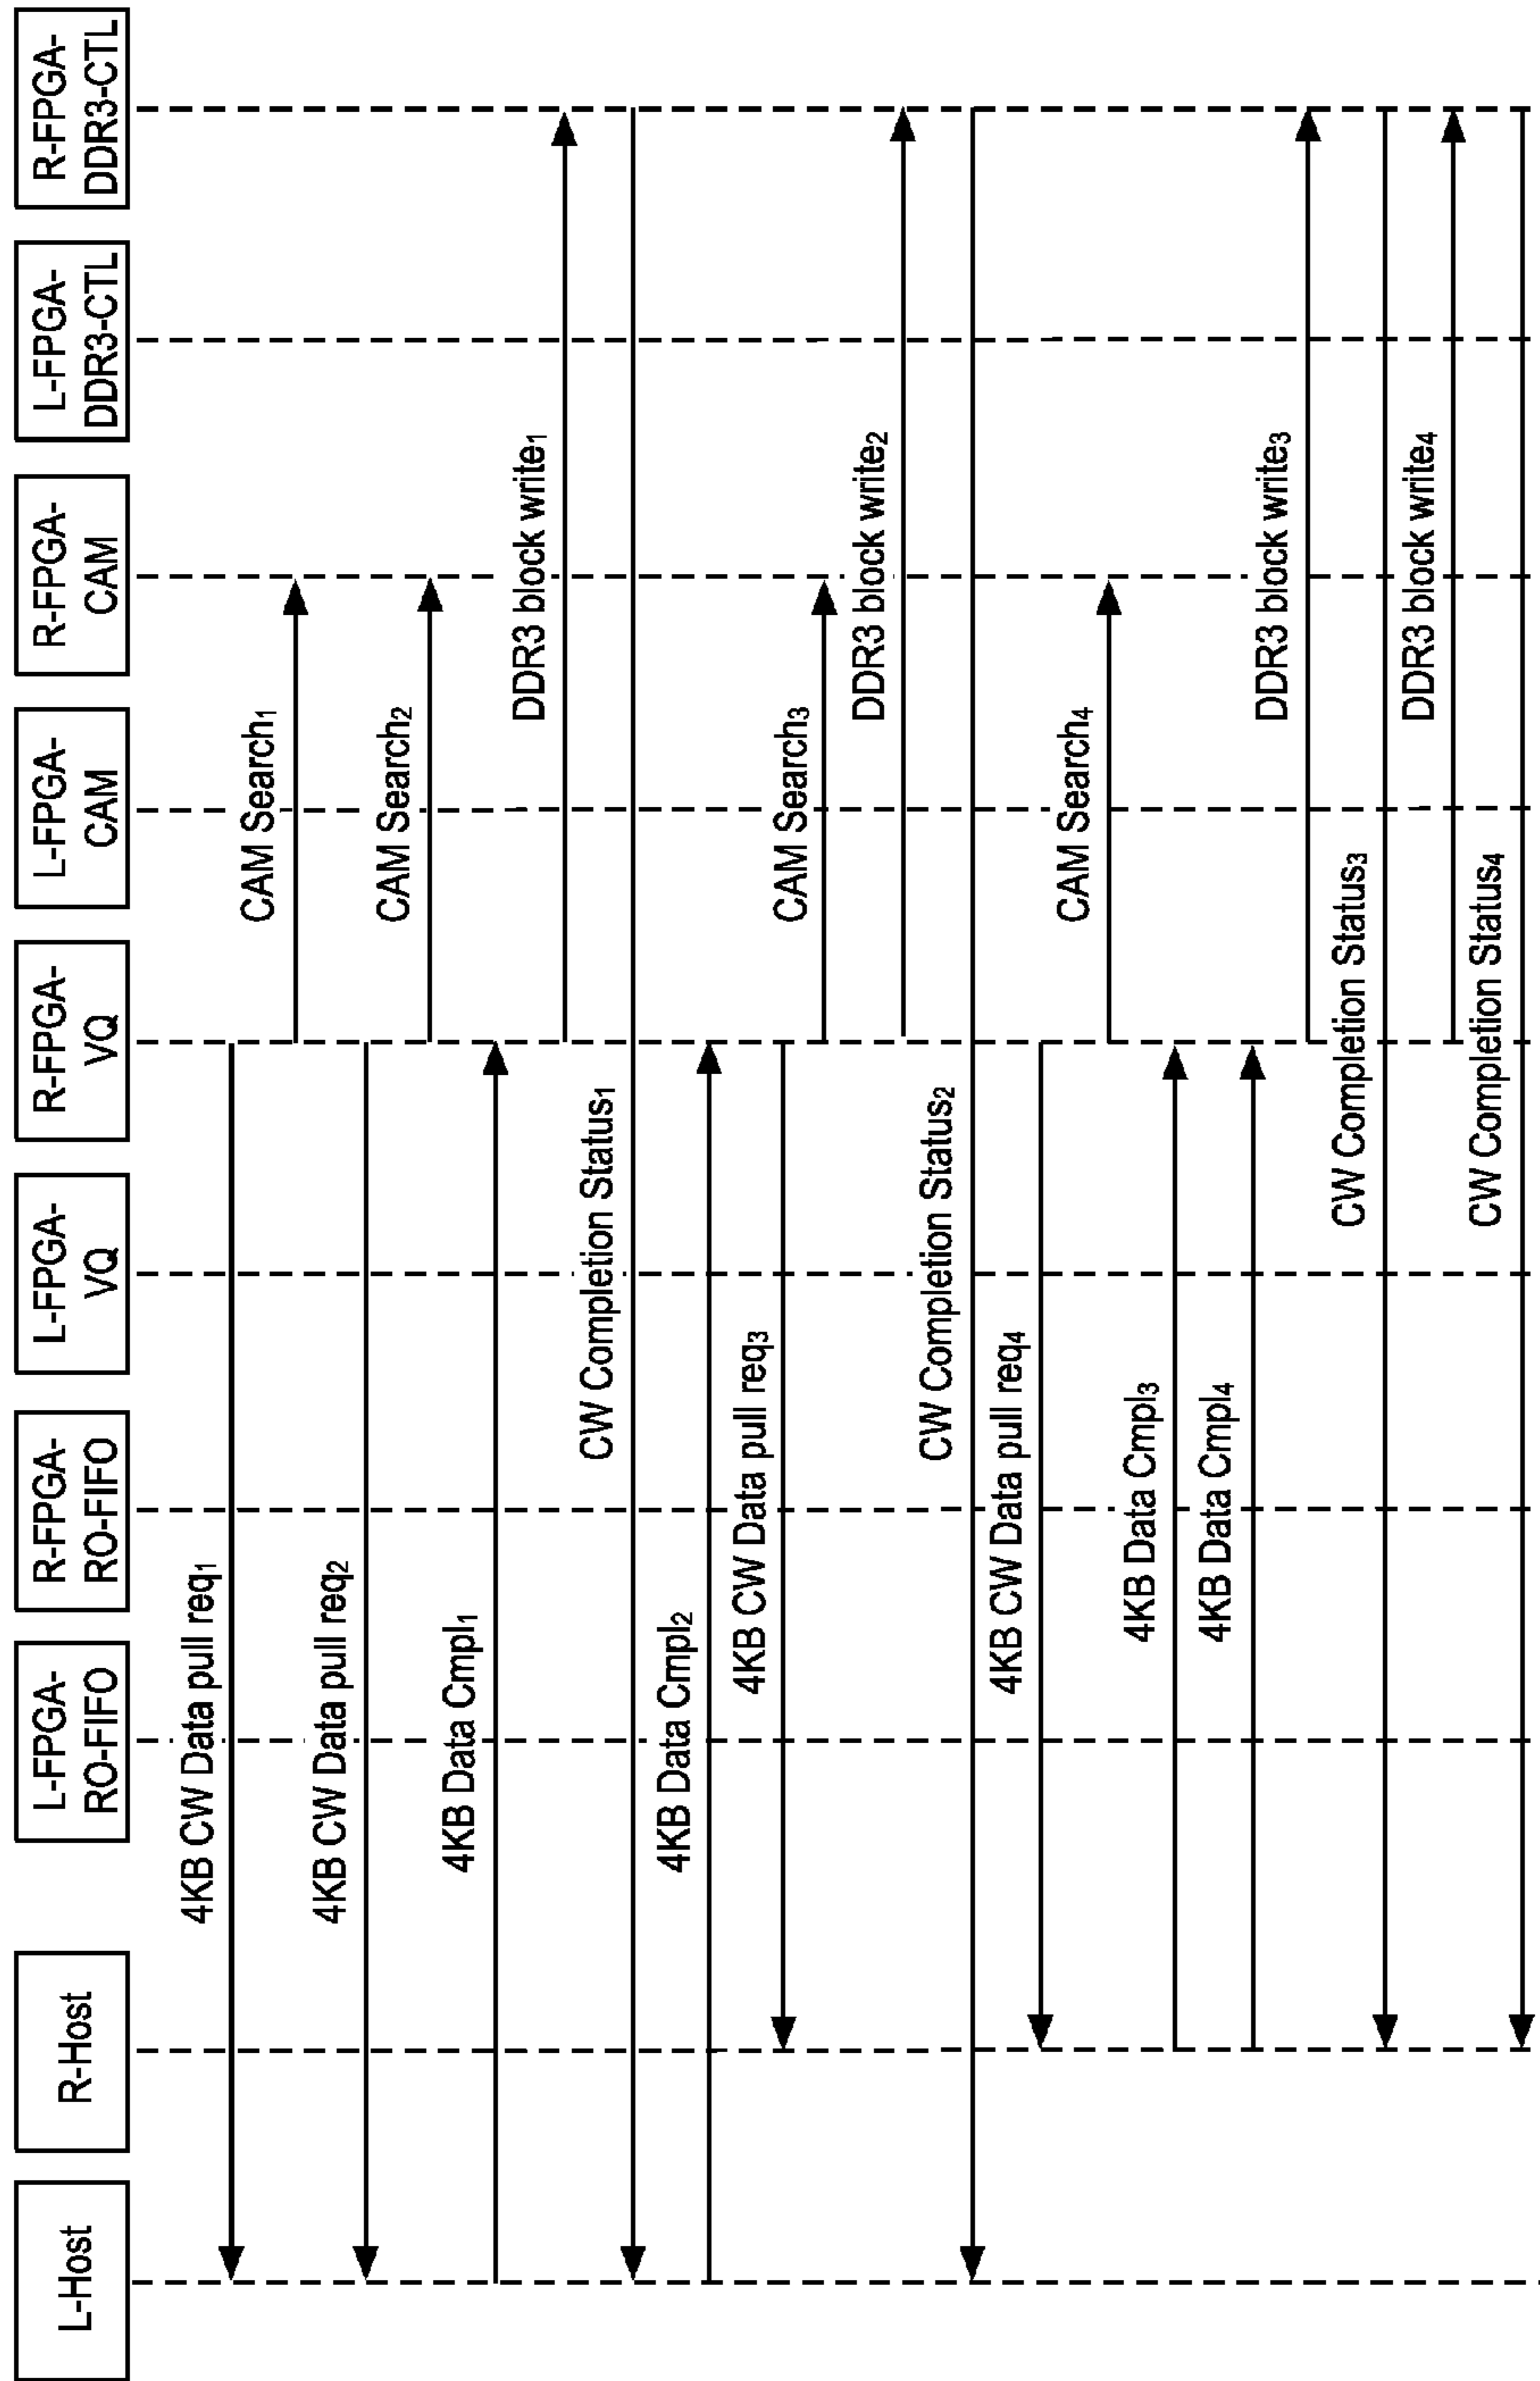 L-Host
R-Host
L-FPGA-
RO-FIFO
R-FPGA-
RO-FIFO
L-FPGA-
VQ
R-FPGA-
VQ
L-FPGA-
CAM
R-FPGA-
CAM
L-FPGA-
DDR3-CTL
R-FPGA-
DDR3-CTL
4KB CW Data pull req₁
CAM Search₁
4KB CW Data pull req₂
CAM Search₂
4KB Data Cmpl₁
DDR3 block write₁
CW Completion Status₁
4KB Data Cmpl₂
4KB CW Data pull req₃
CAM Search₃
DDR3 block write₂
CW Completion Status₂
4KB CW Data pull req₄
CAM Search₄
4KB Data Cmpl₃
4KB Data Cmpl₄
DDR3 block write₃
CW Completion Status₃
DDR3 block write₄
CW Completion Status₄